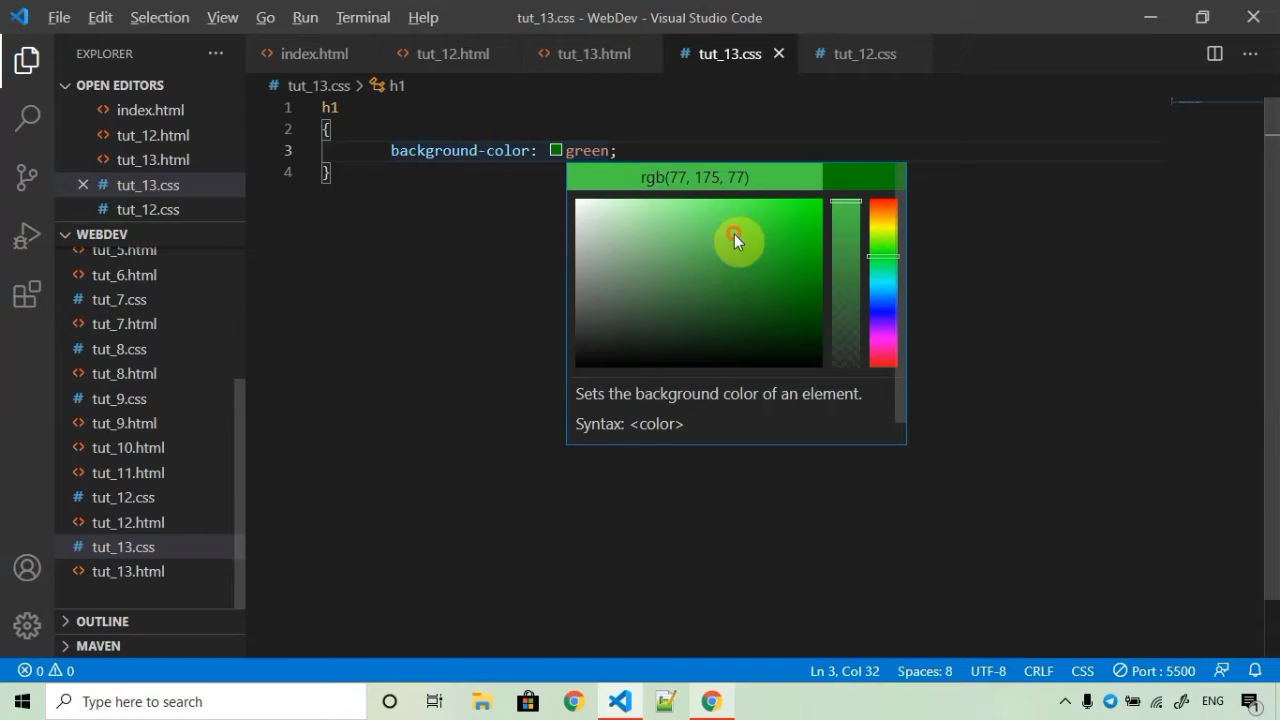 File Edit Selection View Go Run Terminal Help tut_13.css - WebDev - Visual Studio Code
EXPLORER
OPEN EDITORS
index.html
tut_12.html
tut_13.html
tut_13.css
tut_12.css
WEBDEV
tut_5.html
tut_6.html
tut_7.css
tut_7.html
tut_8.css
tut_8.html
tut_9.css
tut_9.html
tut_10.html
tut_11.html
tut_12.css
tut_12.html
tut_13.css
tut_13.html
OUTLINE
MAVEN
index.html tut_12.html tut_13.html tut_13.css tut_12.css
tut_13.css > h1
1 h1
2 {
3 background-color: green;
4 }
rgb(77, 175, 77)
Sets the background color of an element.
Syntax: <color>
0 0 Ln 3, Col 32 Spaces: 8 UTF-8 CRLF CSS Port : 5500
Type here to search ENG 1